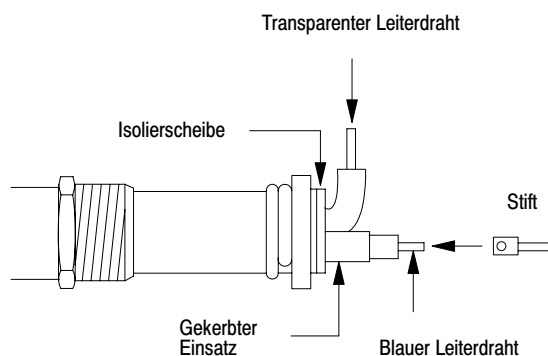 Transparenter Leiterdraht
Isolierscheibe
Stift
Gekerbter
Einsatz
Blauer Leiterdraht